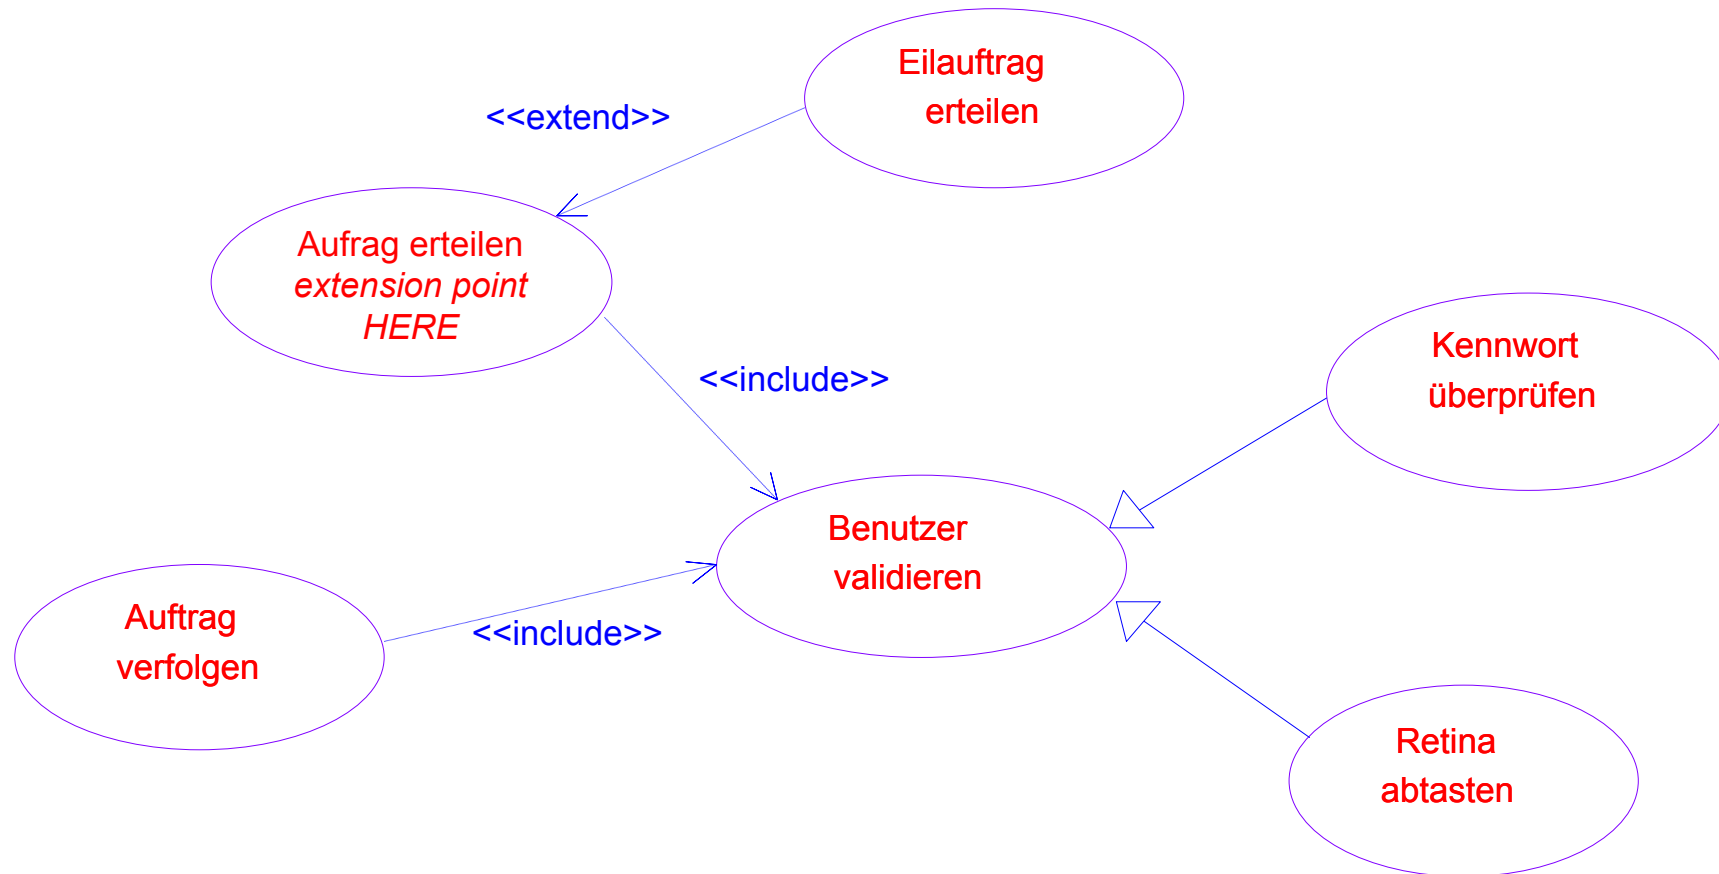 Eilauftrag
erteilen
<<extend>>
Aufrag erteilen
extension point
HERE
Kennwort
überprüfen
<<include>>
Benutzer
validieren
Auftrag
verfolgen
<<include>>
Retina
abtasten